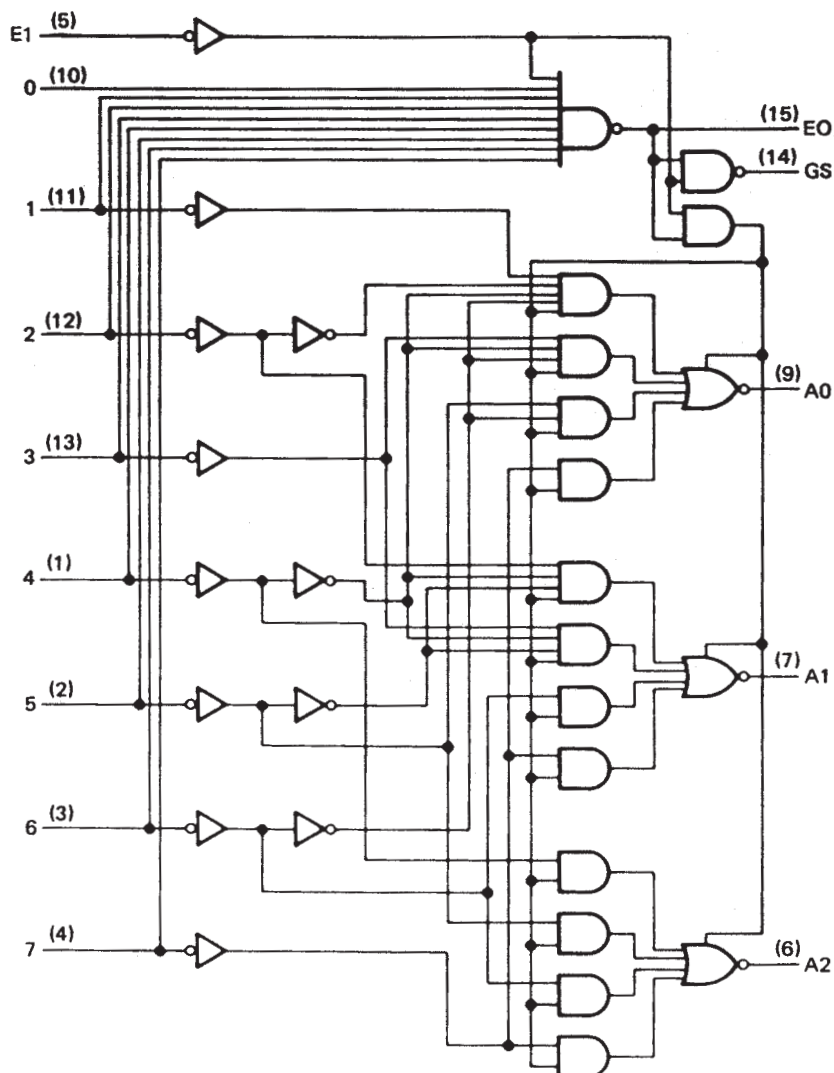 E1 (5)
0 (10)
(15) EO
(14) GS
1 (11)
2 (12)
(9) A0
3 (13)
4 (1)
(7) A1
5 (2)
6 (3)
7 (4)
(6) A2